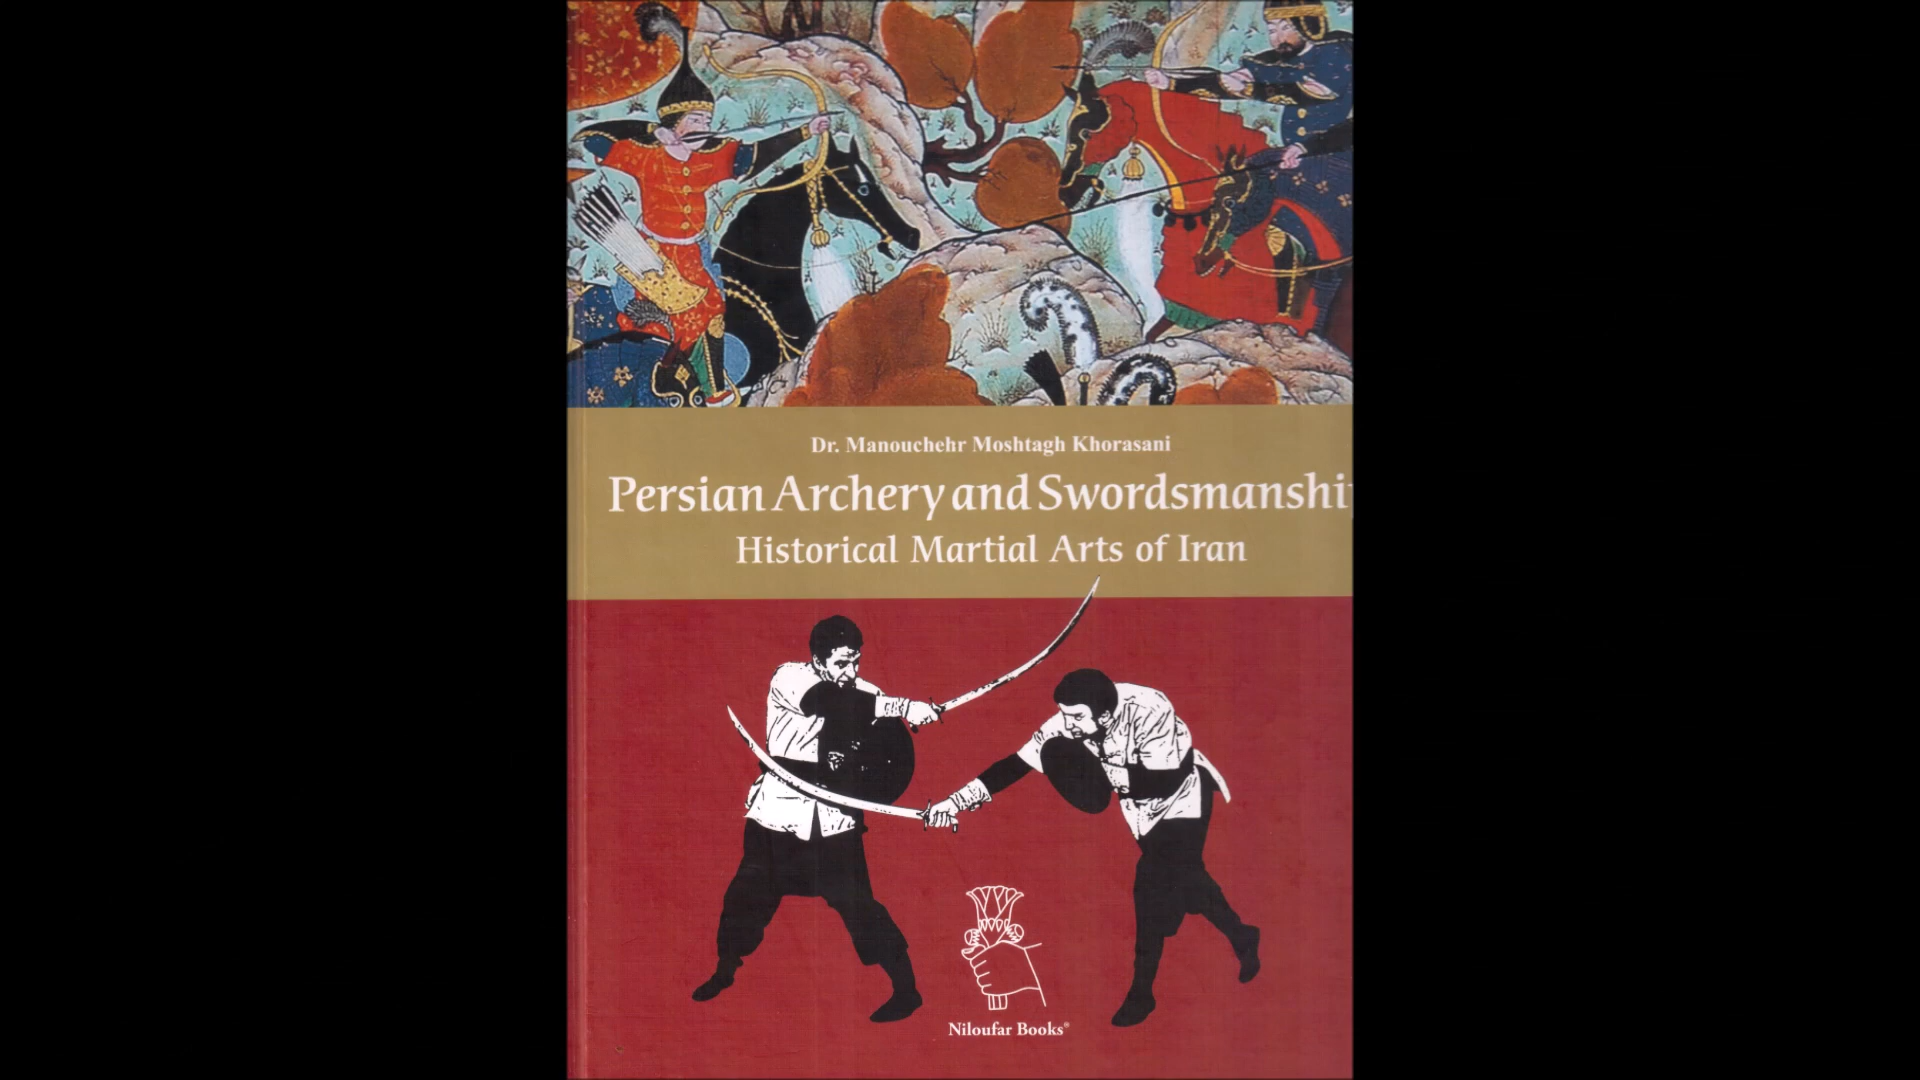 Dr. Manouchehr Moshtagh Khorasani
Persian Archery and Swordsmanshi
Historical Martial Arts of Iran
Niloufar Books®